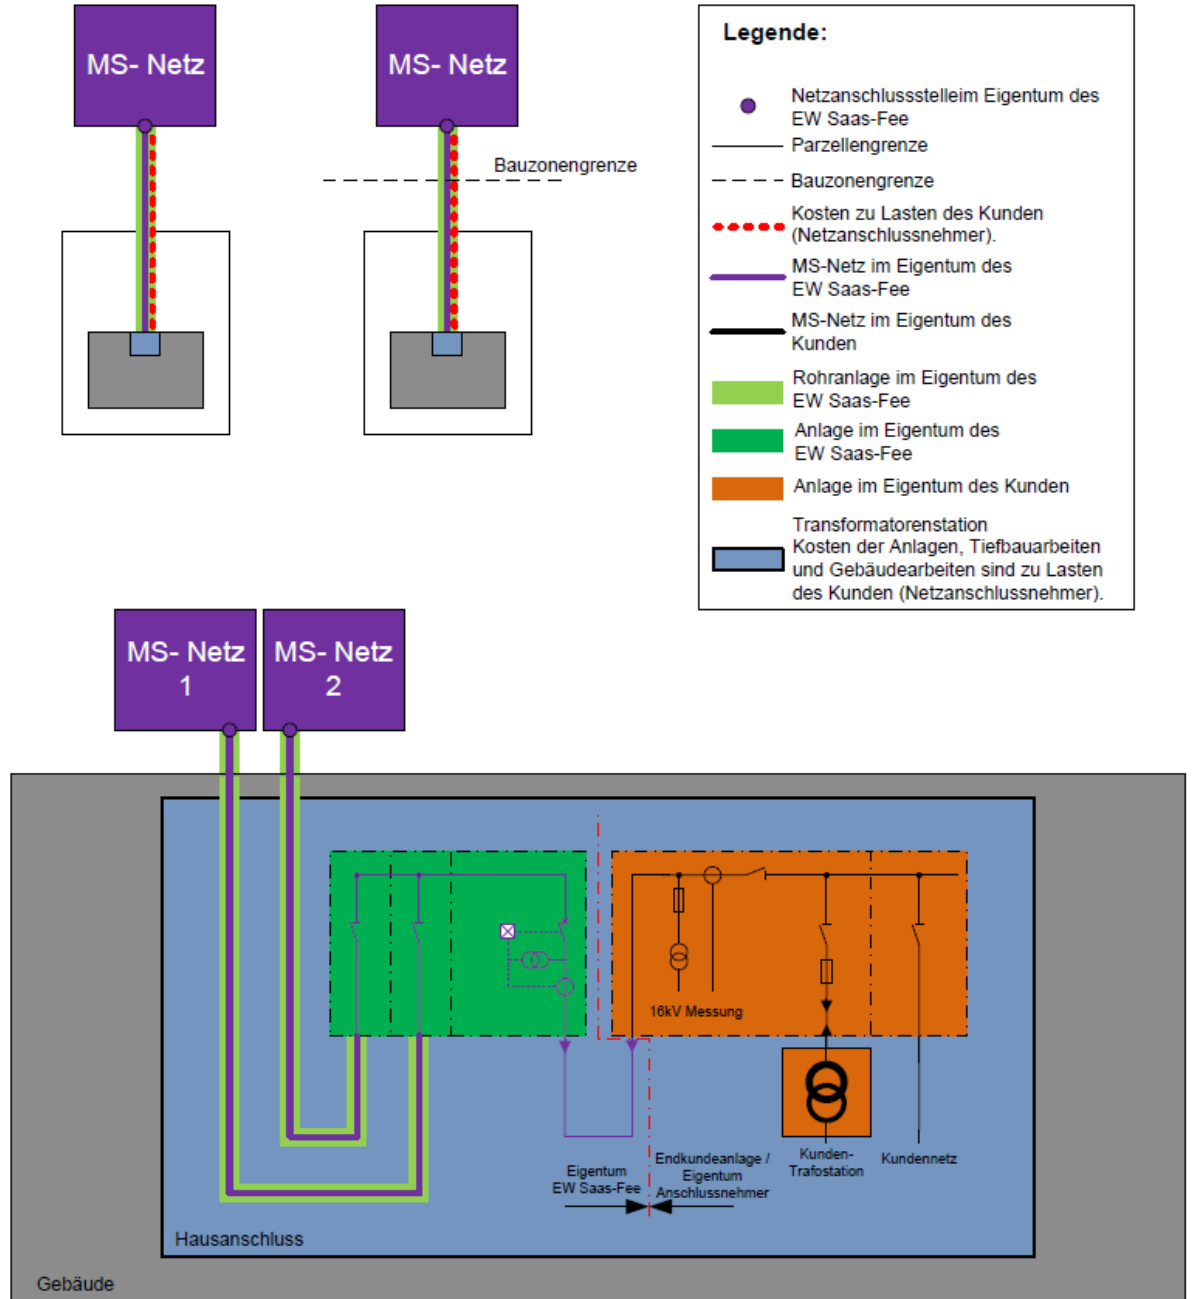 MS- Netz
MS- Netz
Bauzonengrenze
Legende:
Netzanschlussstelleim Eigentum des
EW Saas-Fee
Parzellengrenze
Bauzonengrenze
Kosten zu Lasten des Kunden
(Netzanschlussnehmer).
MS-Netz im Eigentum des
EW Saas-Fee
MS-Netz im Eigentum des
Kunden
Rohranlage im Eigentum des
EW Saas-Fee
Anlage im Eigentum des
EW Saas-Fee
Anlage im Eigentum des Kunden
Transformatorenstation
Kosten der Anlagen, Tiefbauarbeiten
und Gebäudearbeiten sind zu Lasten
des Kunden (Netzanschlussnehmer).
MS- Netz
1
MS- Netz
2
16kV Messung
Eigentum
EW Saas-Fee
Endkundeanlage /
Eigentum
Anschlussnehmer
Kunden-
Trafostation
Kundennetz
Hausanschluss
Gebäude